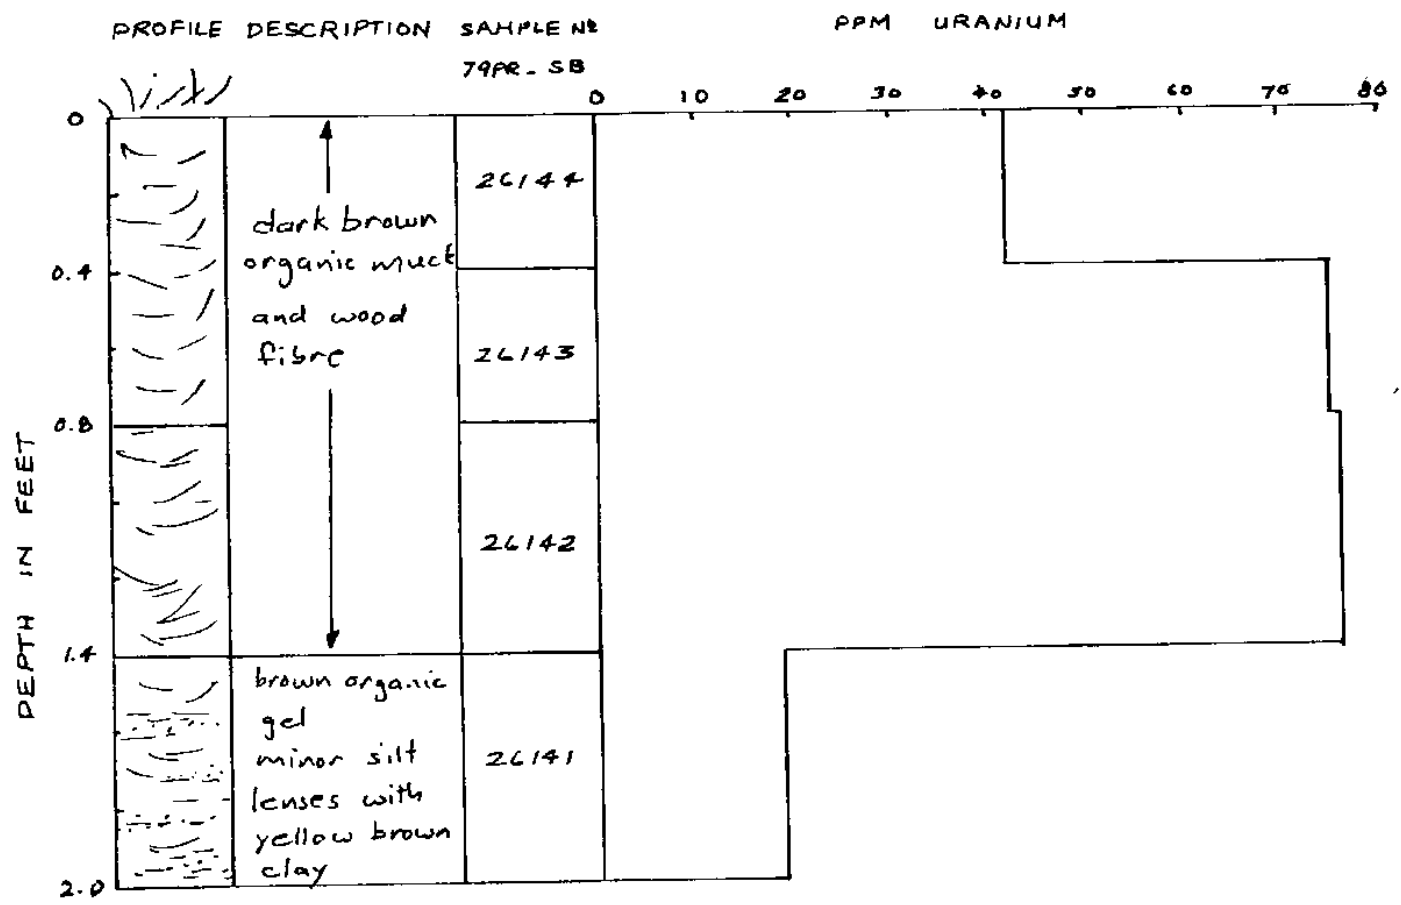 PROFILE DESCRIPTION SAMPLE No
79PR - SB
PPM URANIUM
0 10 20 30 40 50 60 70 80
0
0.4
0.8
1.4
2.0
DEPTH IN FEET
dark brown
organic muck
and wood
fibre
brown organic
gel
minor silt
lenses with
yellow brown
clay
26144
26143
26142
26141